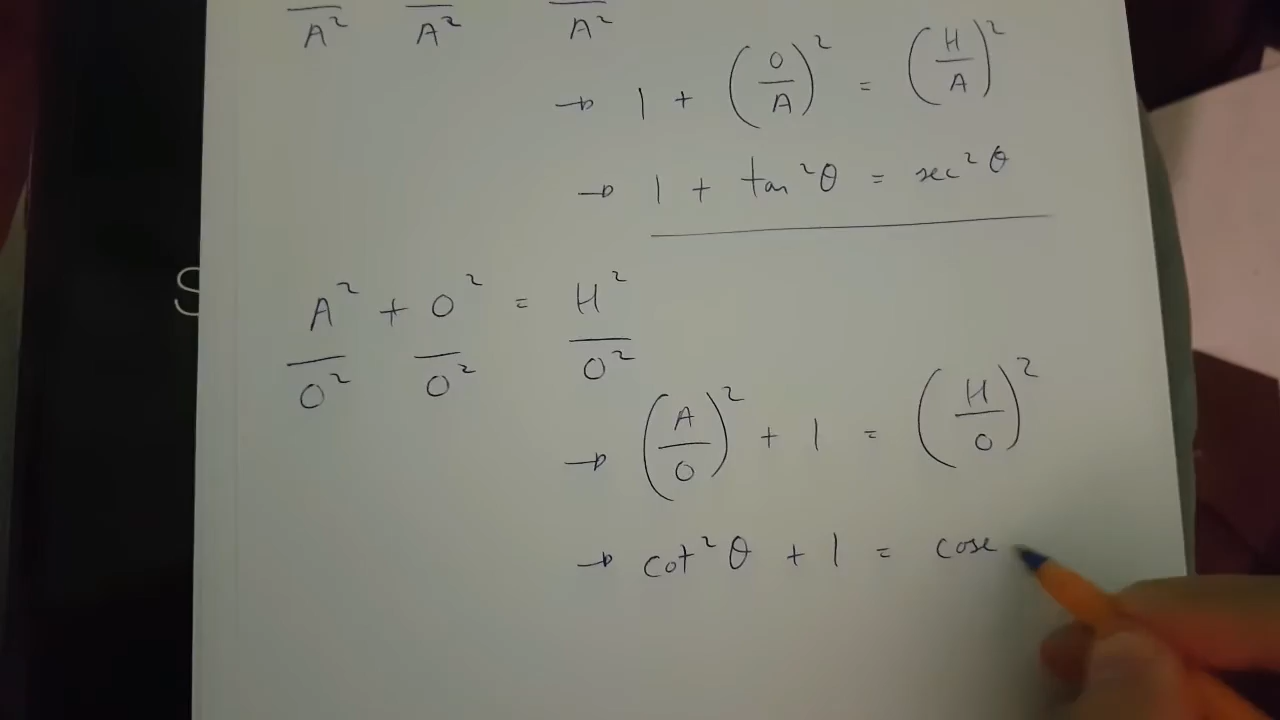 A² A² A²
→ 1 + (O/A)² = (H/A)²
→ 1 + tan²θ = sec²θ
A² + O² = H²
O² O² O²
→ (A/O)² + 1 = (H/O)²
→ cot²θ + 1 = cose
S